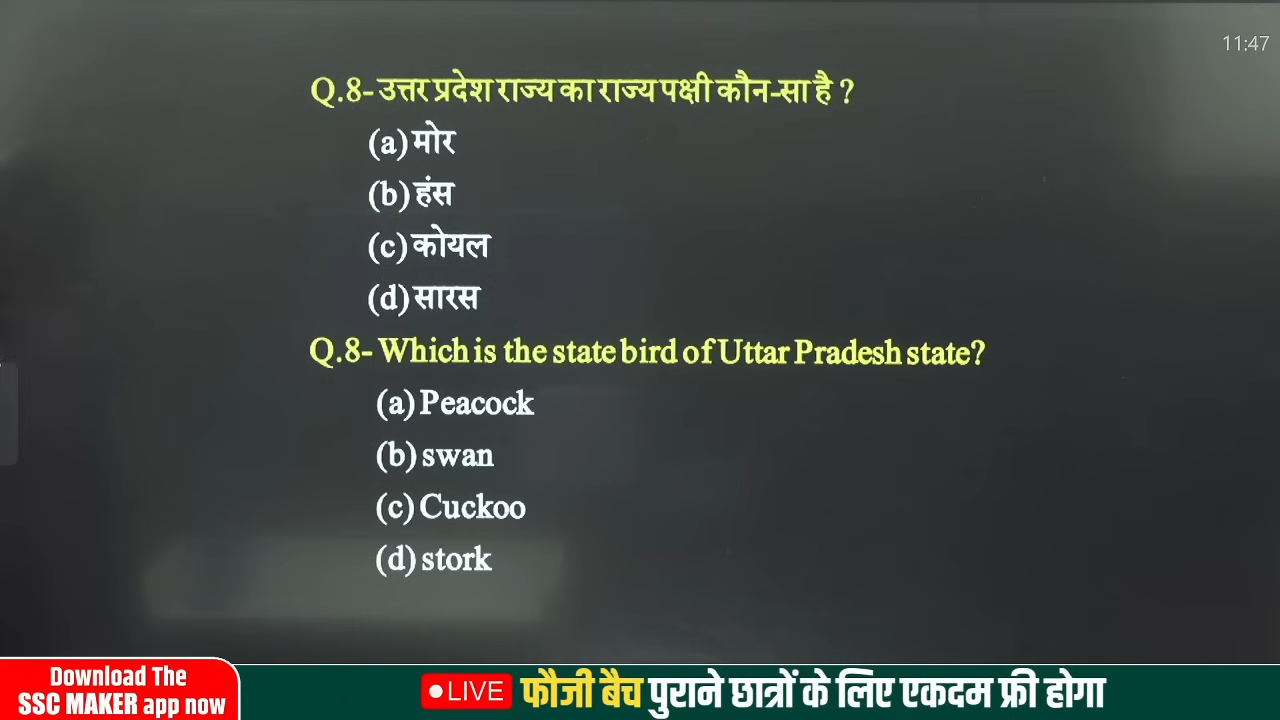 11:47
Q.8- उत्तर प्रदेश राज्य का राज्य पक्षी कौन-सा है ?
(a) मोर
(b) हंस
(c) कोयल
(d) सारस
Q.8- Which is the state bird of Uttar Pradesh state?
(a) Peacock
(b) swan
(c) Cuckoo
(d) stork
Download The
SSC MAKER app now
LIVE फौजी बैच पुराने छात्रों के लिए एकदम फ्री होगा